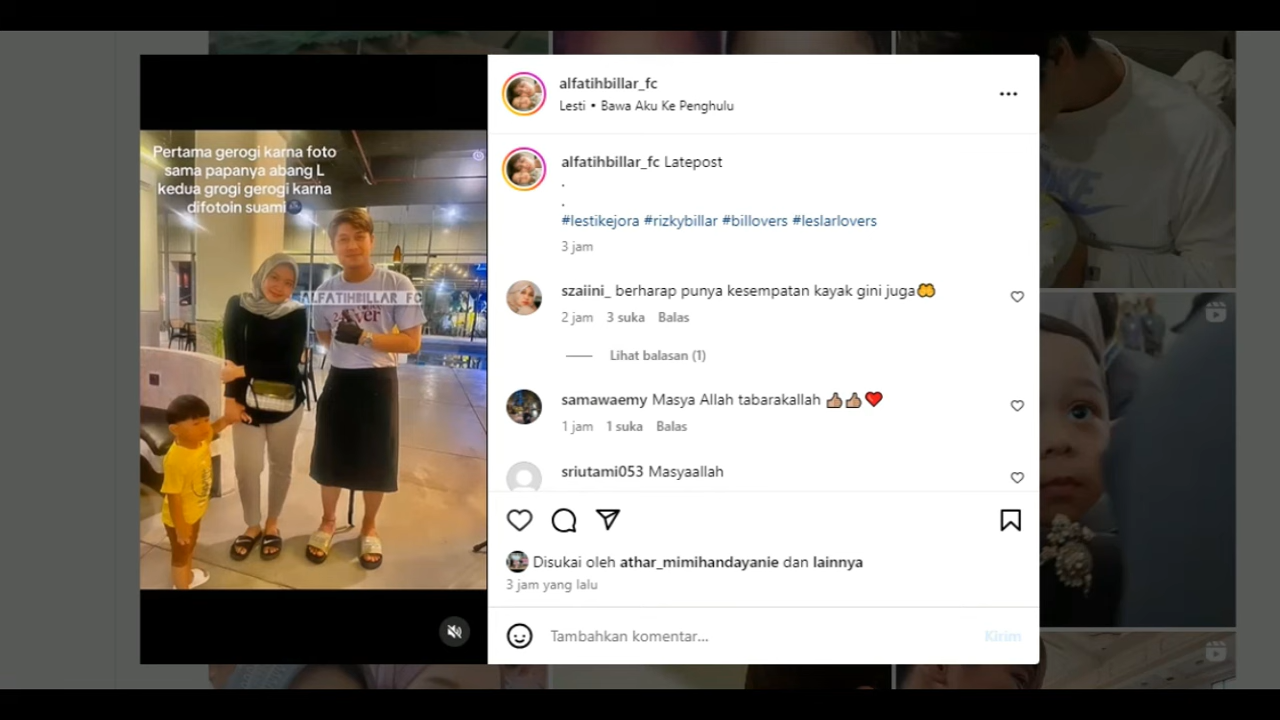 Pertama gerogi karna foto
sama papanya abang L
kedua grogi gerogi karna
difotoin suami
ALFATIHBILLAR FC
alfatihbillar_fc
Lesti • Bawa Aku Ke Penghulu
alfatihbillar_fc Latepost
.
.
#lestikejora #rizkybillar #billovers #leslarlovers
3 jam
szaiini_ berharap punya kesempatan kayak gini juga🤲
2 jam 3 suka Balas
Lihat balasan (1)
samawaemy Masya Allah tabarakallah 👍🏼👍🏼❤️
1 jam 1 suka Balas
sriutami053 Masyaallah
Disukai oleh athar_mimihandayanie dan lainnya
3 jam yang lalu
Tambahkan komentar...
Kirim